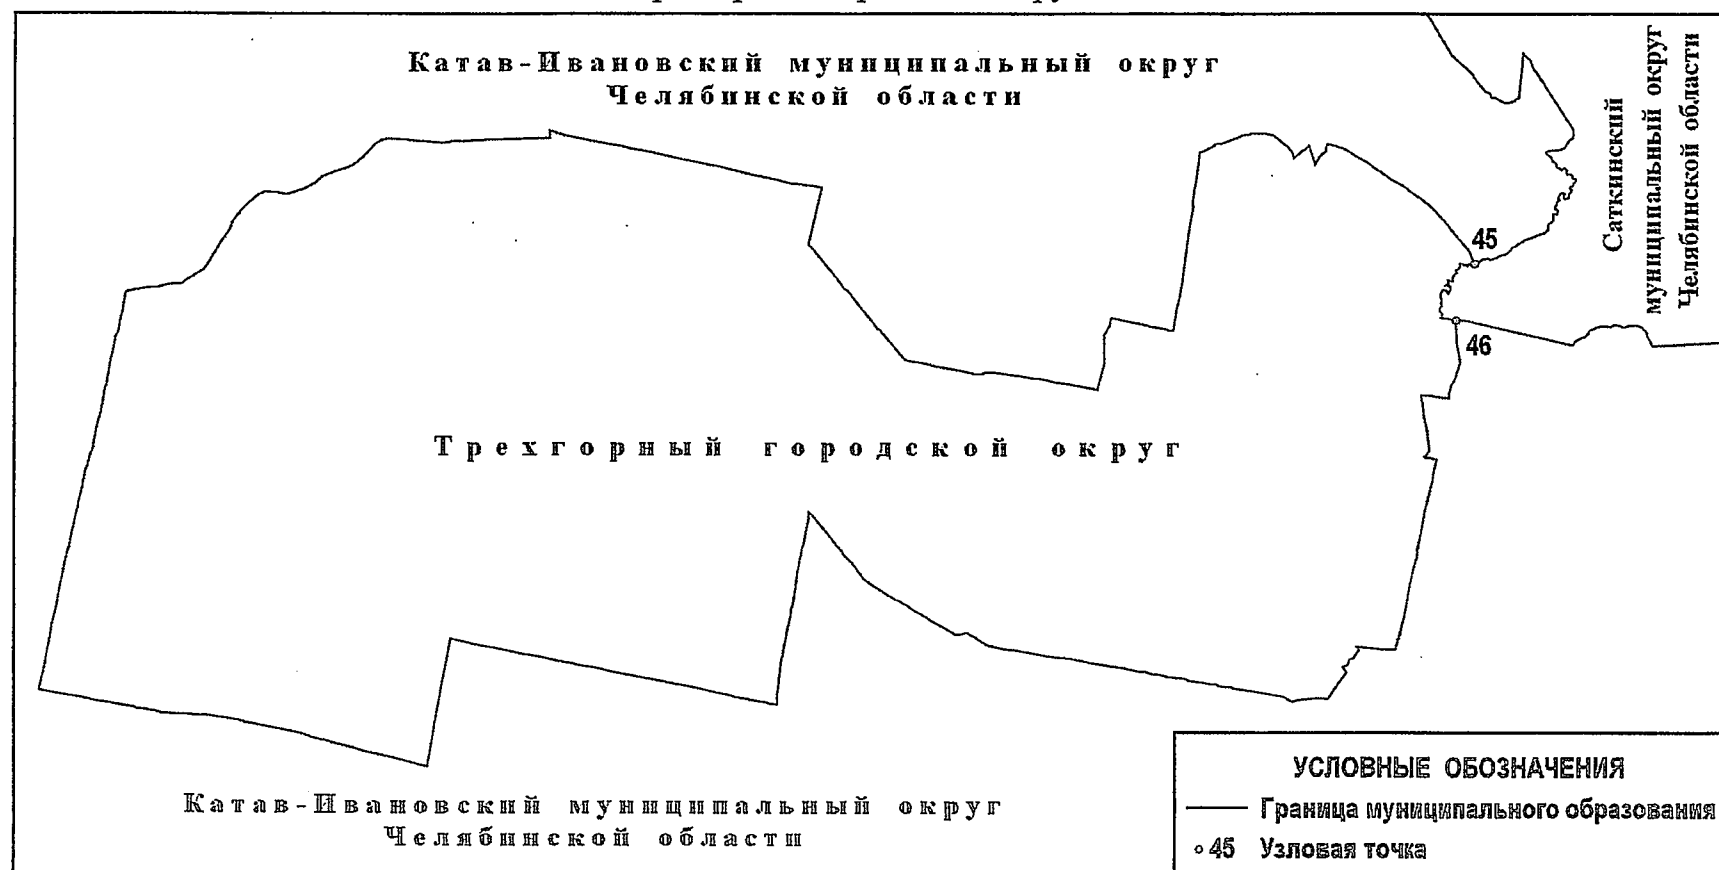 Катав-Ивановский муниципальный округ
Челябинской области
Саткинский
муниципальный округ
Челябинской области
45
46
Трехгорный городской округ
Катав-Ивановский муниципальный округ
Челябинской области
УСЛОВНЫЕ ОБОЗНАЧЕНИЯ
Граница муниципального образования
45 Узловая точка